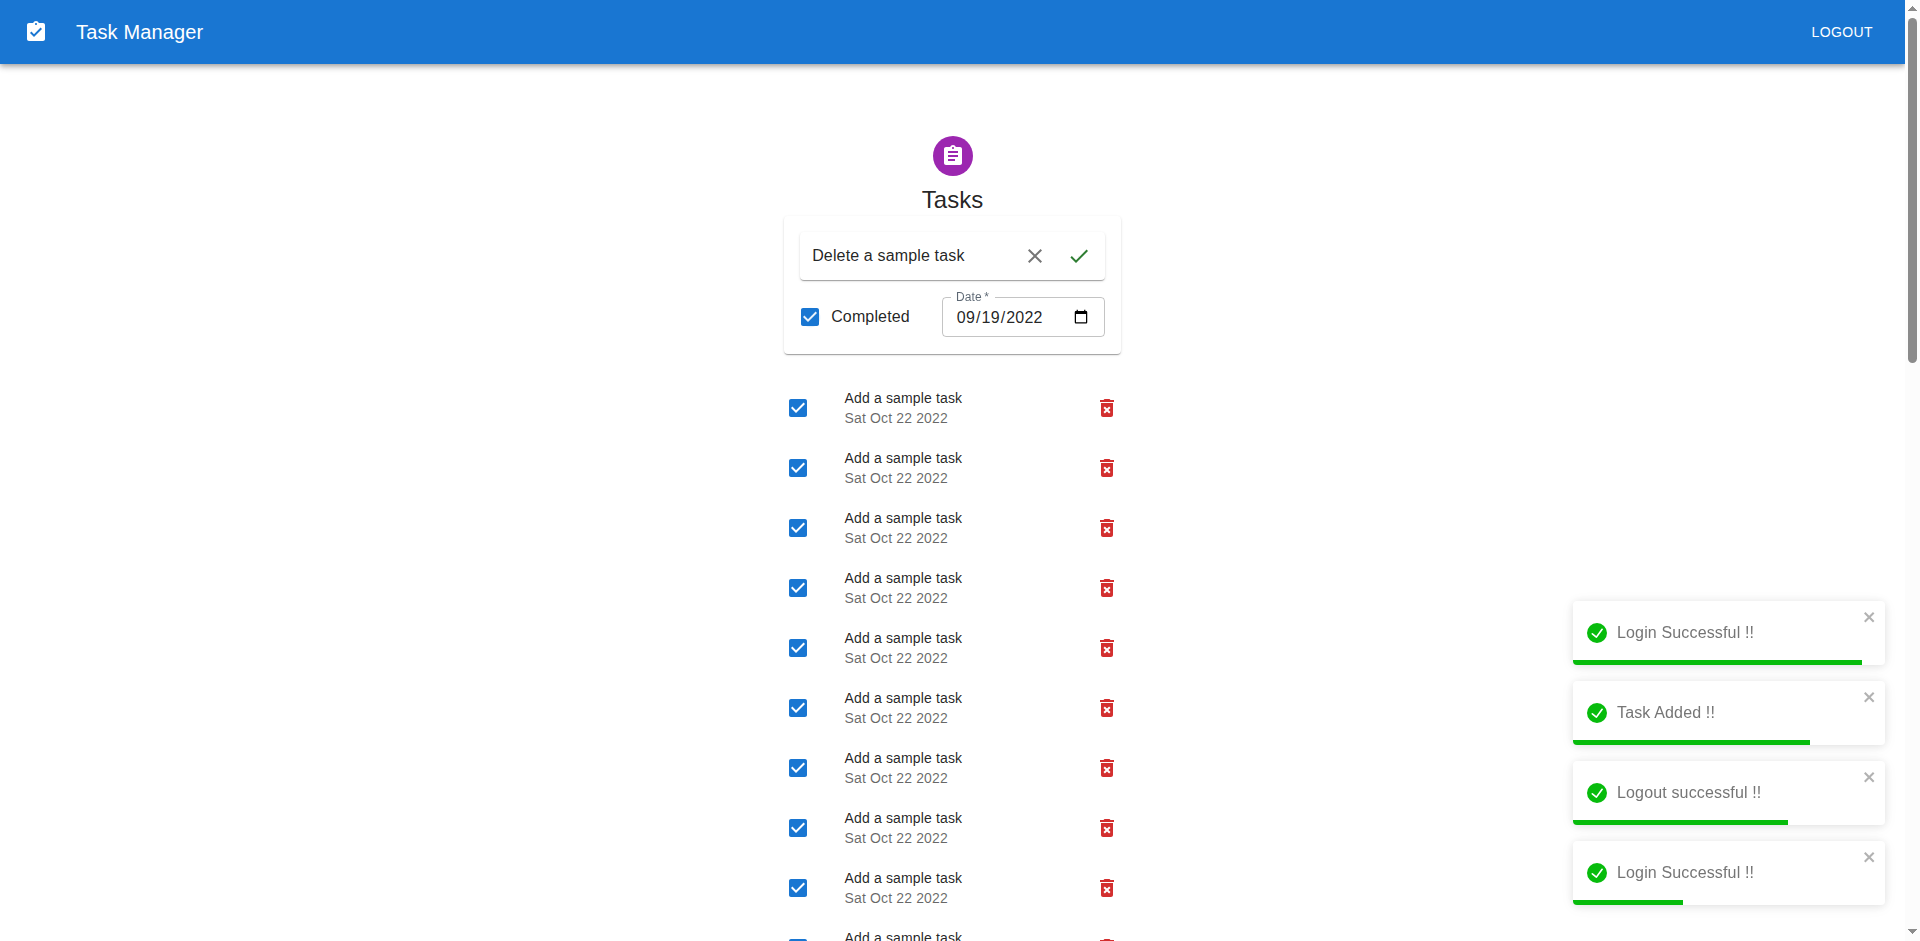 Task Manager
LOGOUT
Tasks
Delete a sample task
Date *
Completed
09/19/2022
Add a sample task
Sat Oct 22 2022
Add a sample task
Sat Oct 22 2022
Add a sample task
Sat Oct 22 2022
Add a sample task
Sat Oct 22 2022
Add a sample task
Sat Oct 22 2022
Add a sample task
Sat Oct 22 2022
Add a sample task
Sat Oct 22 2022
Add a sample task
Sat Oct 22 2022
Add a sample task
Sat Oct 22 2022
Add a sample task
Login Successful !!
Task Added !!
Logout successful !!
Login Successful !!